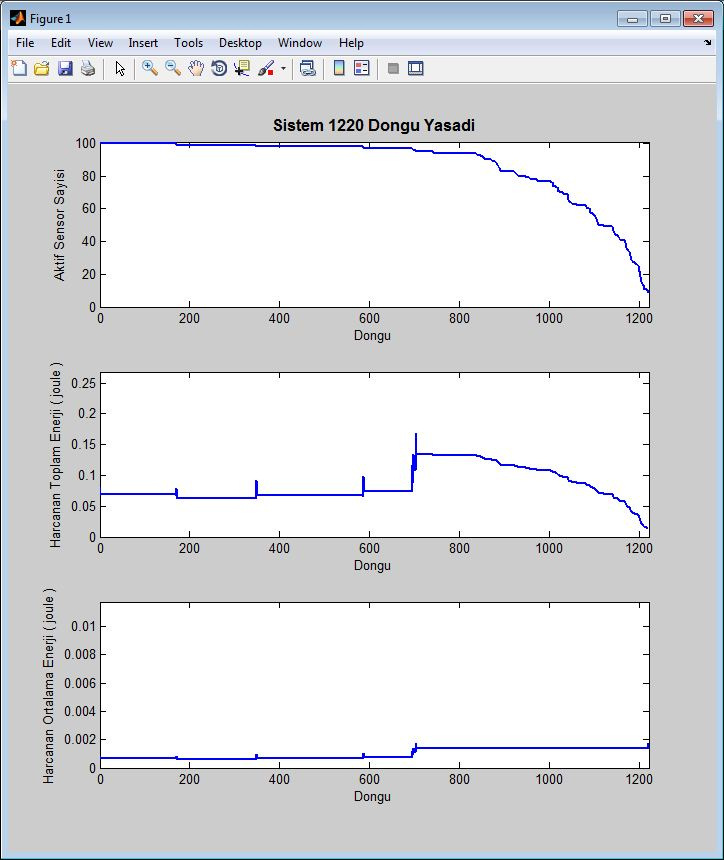 Figure 1
File Edit View Insert Tools Desktop Window Help
Sistem 1220 Dongu Yasadi
Aktif Sensor Sayisi
100
80
60
40
20
0
0 200 400 600 800 1000 1200
Dongu
Harcanan Toplam Enerji ( joule )
0.25
0.2
0.15
0.1
0.05
0
0 200 400 600 800 1000 1200
Dongu
Harcanan Ortalama Enerji ( joule )
0.01
0.008
0.006
0.004
0.002
0
0 200 400 600 800 1000 1200
Dongu